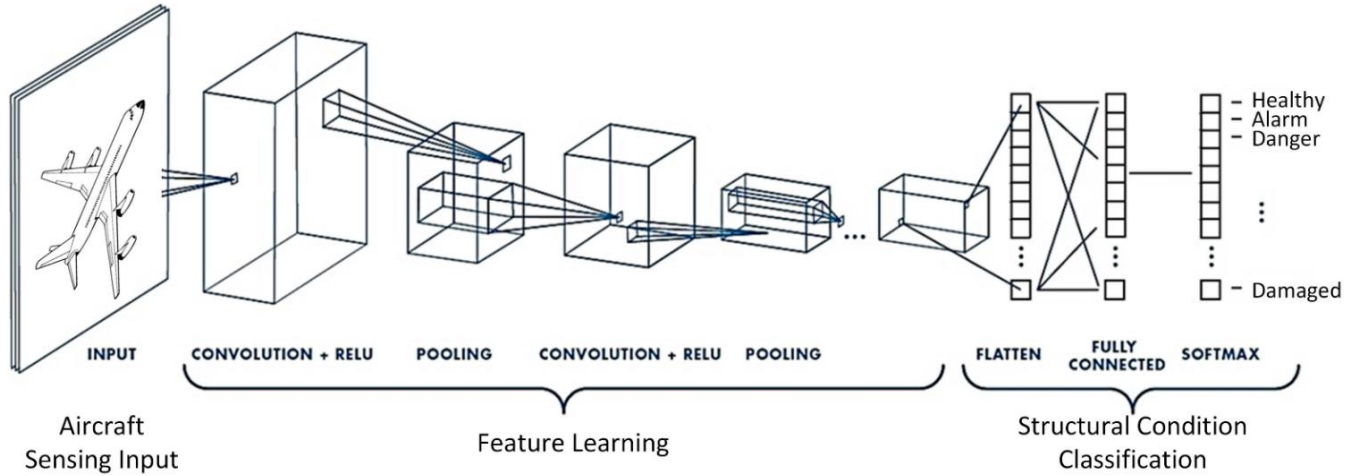 Healthy
Alarm
Danger
Damaged
INPUT
CONVOLUTION + RELU
POOLING
CONVOLUTION + RELU
POOLING
FLATTEN
FULLY
CONNECTED
SOFTMAX
Aircraft
Sensing Input
Feature Learning
Structural Condition
Classification